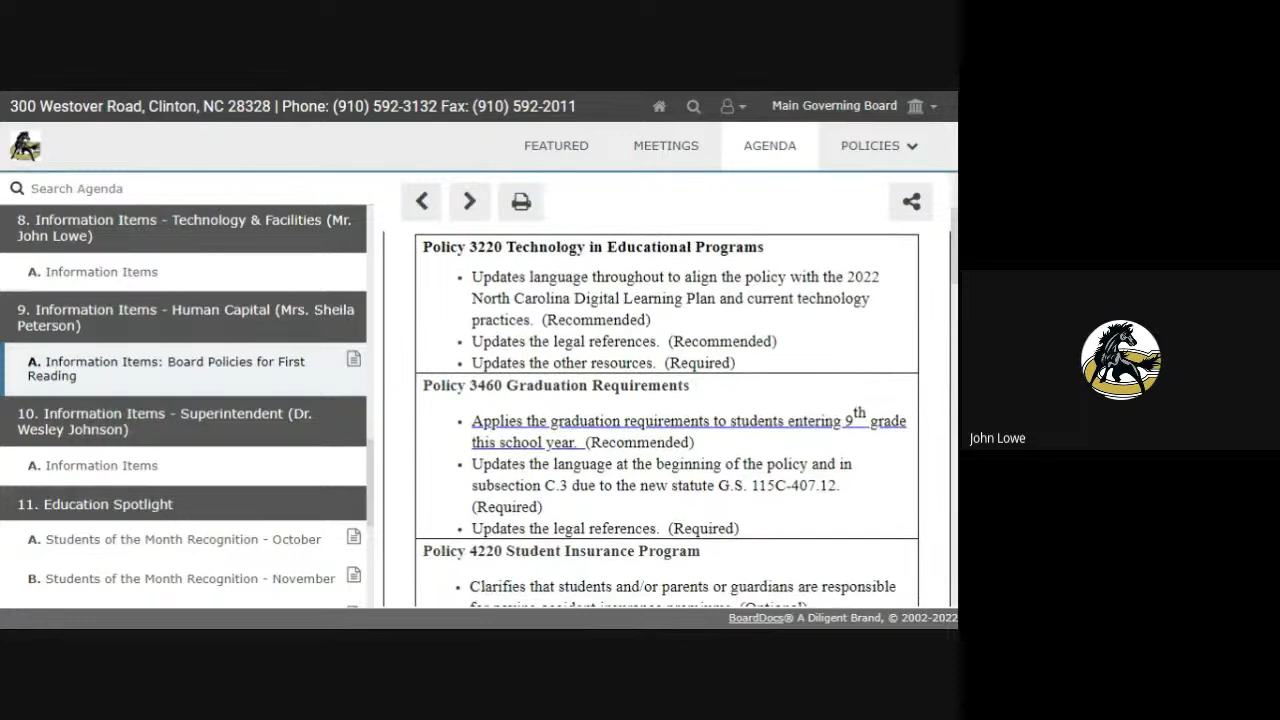 300 Westover Road, Clinton, NC 28328 | Phone: (910) 592-3132 Fax: (910) 592-2011
Main Governing Board
FEATURED
MEETINGS
AGENDA
POLICIES
Search Agenda
8. Information Items - Technology & Facilities (Mr.
John Lowe)
A. Information Items
9. Information Items - Human Capital (Mrs. Sheila
Peterson)
A. Information Items: Board Policies for First
Reading
10. Information Items - Superintendent (Dr.
Wesley Johnson)
A. Information Items
11. Education Spotlight
A. Students of the Month Recognition - October
B. Students of the Month Recognition - November
Policy 3220 Technology in Educational Programs
• Updates language throughout to align the policy with the 2022
North Carolina Digital Learning Plan and current technology
practices. (Recommended)
• Updates the legal references. (Recommended)
• Updates the other resources. (Required)
Policy 3460 Graduation Requirements
• Applies the graduation requirements to students entering 9th grade
this school year. (Recommended)
• Updates the language at the beginning of the policy and in
subsection C.3 due to the new statute G.S. 115C-407.12.
(Required)
• Updates the legal references. (Required)
Policy 4220 Student Insurance Program
• Clarifies that students and/or parents or guardians are responsible
for paying accident insurance premiums. (Optional)
BoardDocs® A Diligent Brand, © 2002-2022
John Lowe